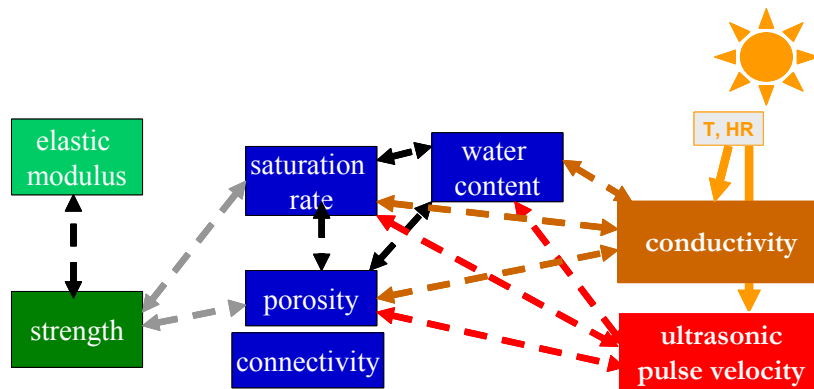 T, HR
elastic
modulus
saturation
rate
water
content
conductivity
strength
porosity
connectivity
ultrasonic
pulse velocity